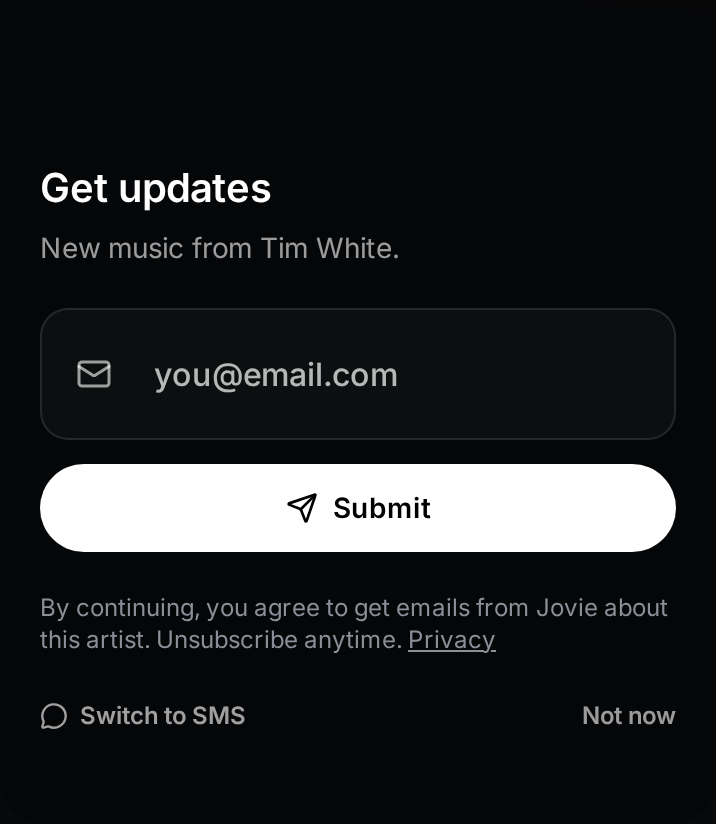 Get updates
New music from Tim White.
you@email.com
Submit
By continuing, you agree to get emails from Jovie about
this artist. Unsubscribe anytime. Privacy
Switch to SMS
Not now